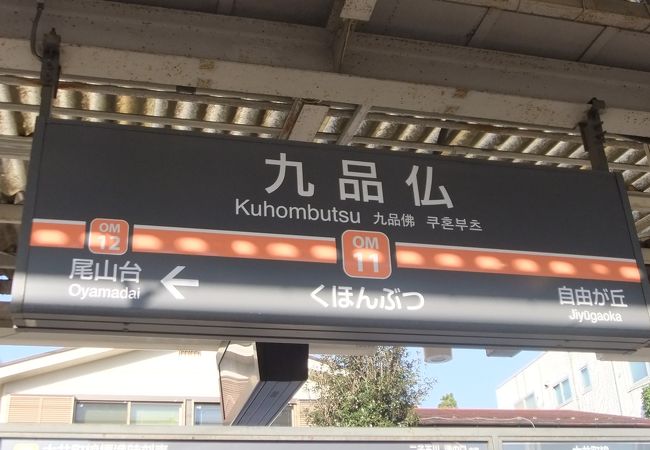 九品仏
Kuhombutsu 九品佛 쿠혼부츠
OM
12
OM
11
尾山台
Oyamadai
くほんぶつ
自由が丘
Jiyūgaoka